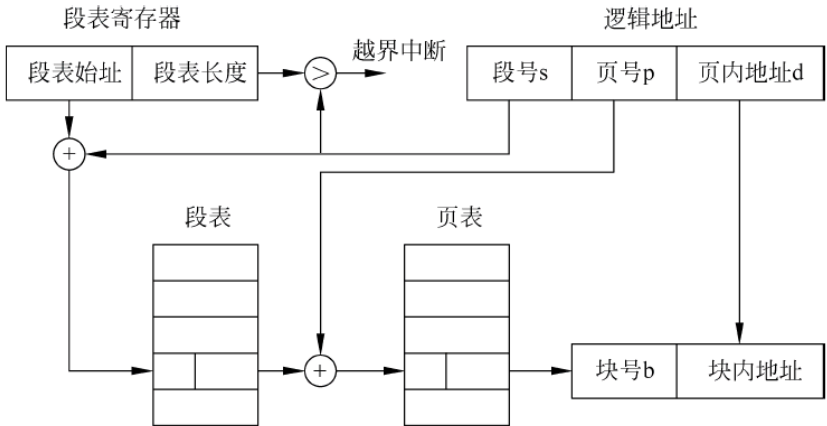 段表寄存器
逻辑地址
段表始址
段表长度
>
越界中断
段号s
页号p
页内地址d
+
段表
页表
+
块号b
块内地址